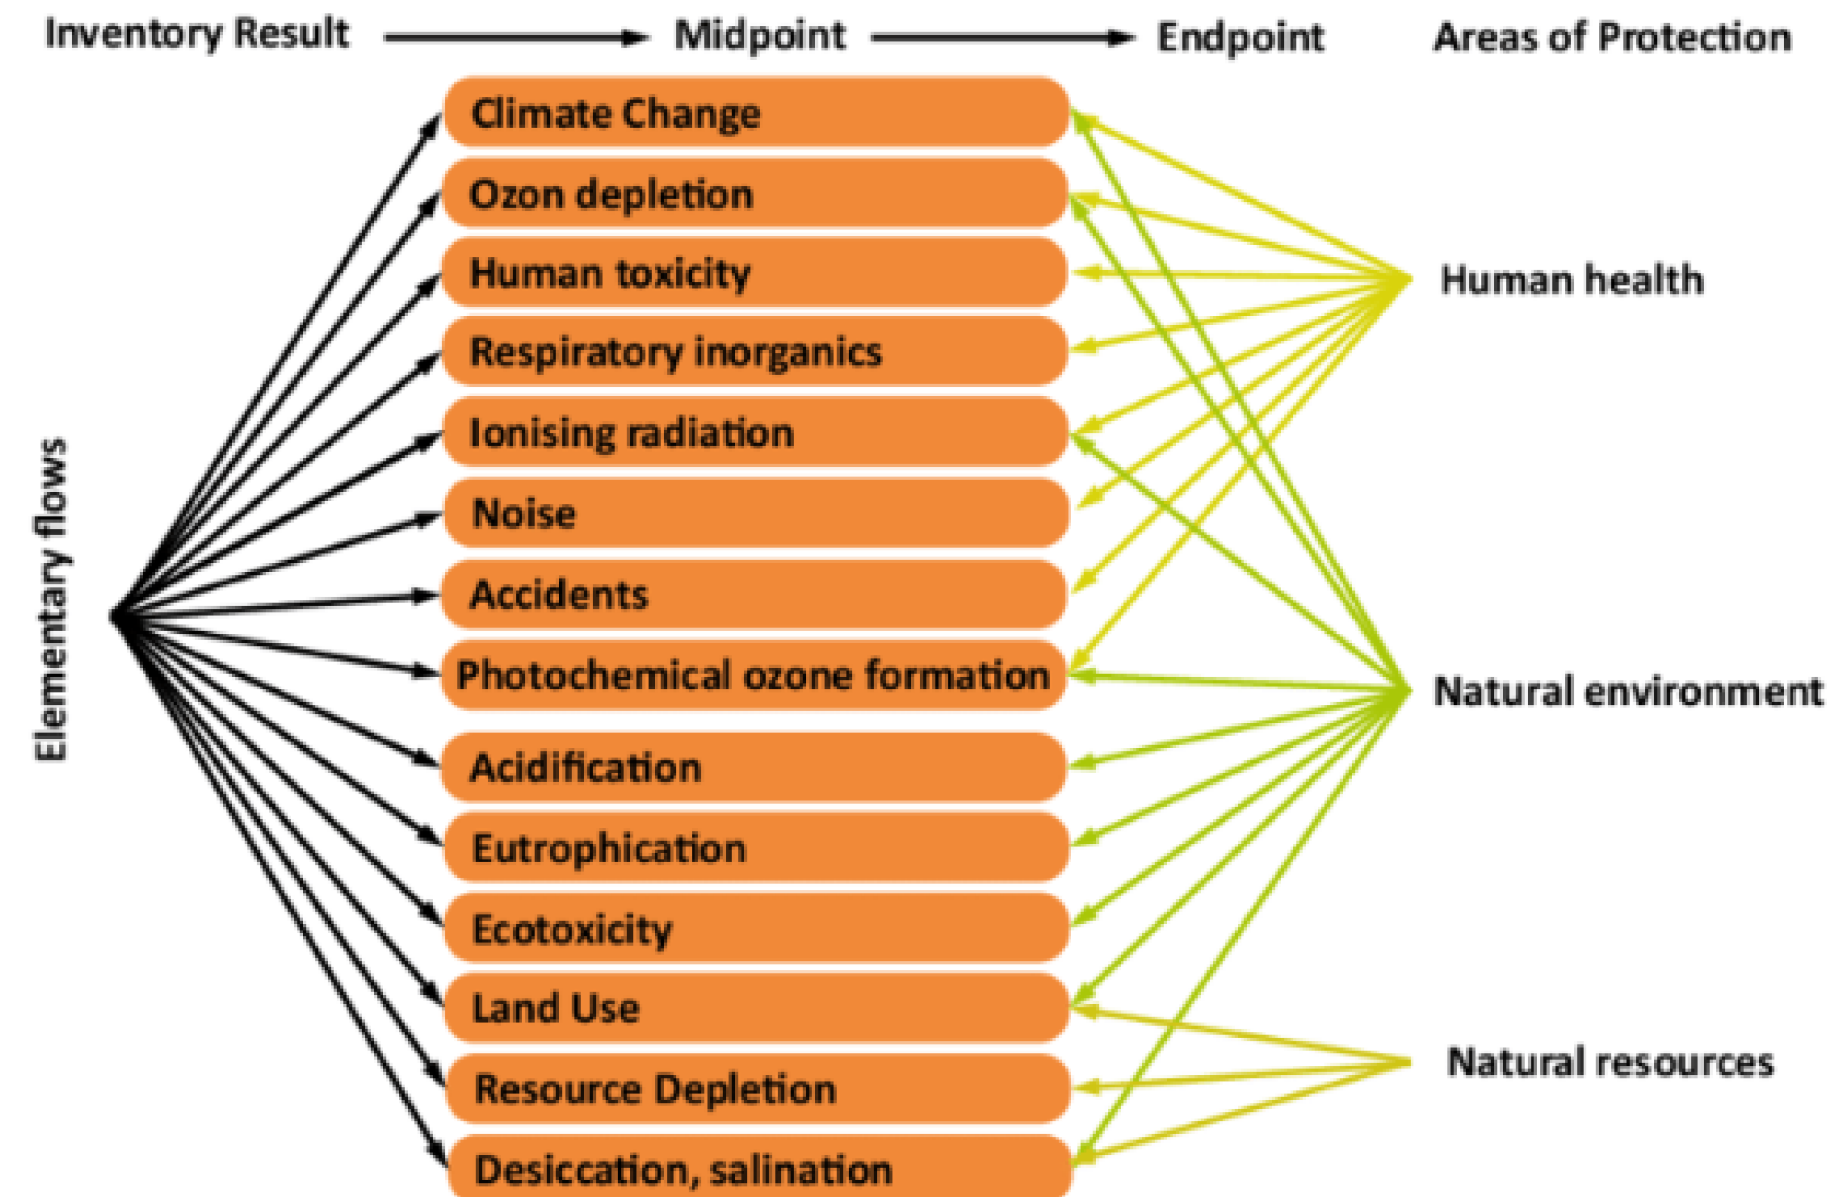 Inventory Result
Midpoint
Endpoint
Areas of Protection
Elementary flows
Climate Change
Ozon depletion
Human toxicity
Respiratory inorganics
Ionising radiation
Noise
Accidents
Photochemical ozone formation
Acidification
Eutrophication
Ecotoxicity
Land Use
Resource Depletion
Desiccation, salination
Human health
Natural environment
Natural resources